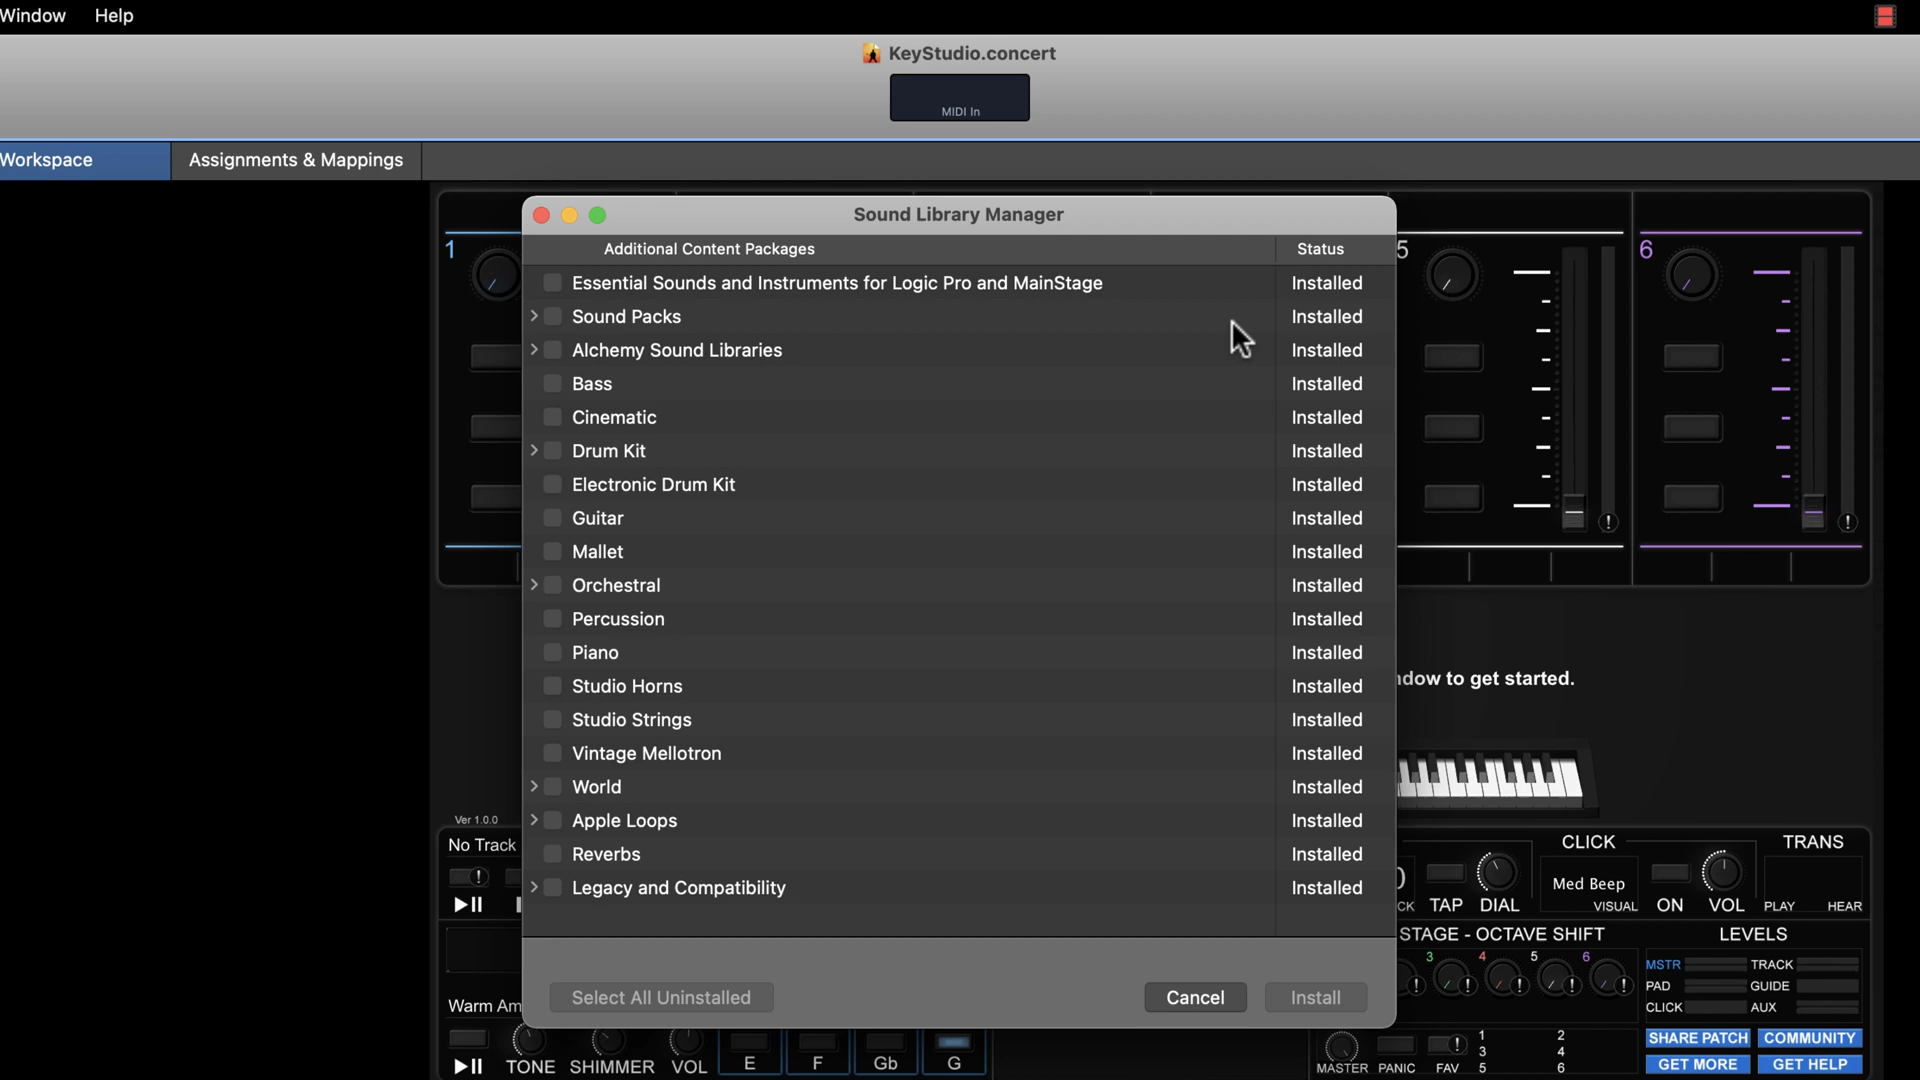 Window Help
KeyStudio.concert
MIDI In
Workspace Assignments & Mappings
Sound Library Manager
Additional Content Packages Status
Essential Sounds and Instruments for Logic Pro and MainStage Installed
Sound Packs Installed
Alchemy Sound Libraries Installed
Bass Installed
Cinematic Installed
Drum Kit Installed
Electronic Drum Kit Installed
Guitar Installed
Mallet Installed
Orchestral Installed
Percussion Installed
Piano Installed
Studio Horns Installed
Studio Strings Installed
Vintage Mellotron Installed
World Installed
Apple Loops Installed
Reverbs Installed
Legacy and Compatibility Installed
Select All Uninstalled Cancel Install
1 5 6
to get started.
Ver 1.0.0
No Track
CLICK TRANS
Med Beep
TAP DIAL VISUAL ON VOL PLAY HEAR
STAGE - OCTAVE SHIFT LEVELS
3 4 5 6
MSTR TRACK
PAD GUIDE
CLICK AUX
Warm
TONE SHIMMER VOL E F Gb G
MASTER PANIC FAV
1 2
3 4
5 6
SHARE PATCH COMMUNITY
GET MORE GET HELP